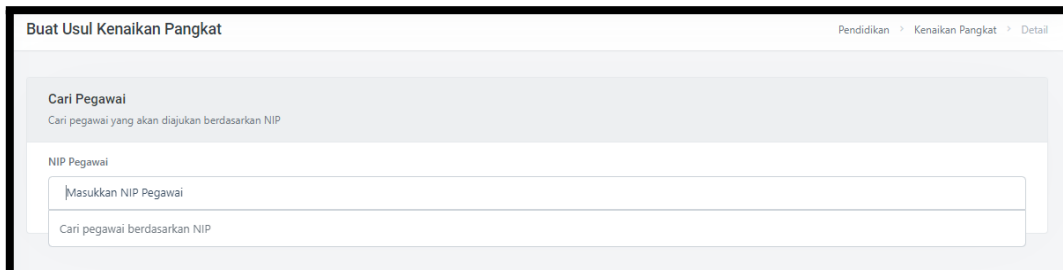 Buat Usul Kenaikan Pangkat
Pendidikan > Kenaikan Pangkat > Detail
Cari Pegawai
Cari pegawai yang akan diajukan berdasarkan NIP
NIP Pegawai
Masukkan NIP Pegawai
Cari pegawai berdasarkan NIP